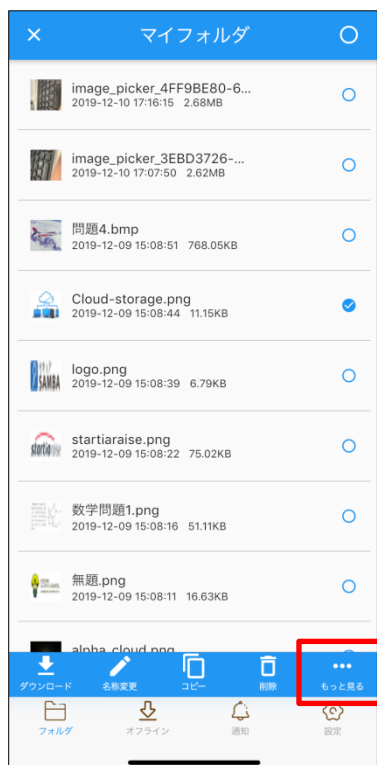 マイフォルダ
image_picker_4FF9BE80-6...
2019-12-10 17:16:15 2.68MB
image_picker_3EBD3726-...
2019-12-10 17:07:50 2.62MB
問題4.bmp
2019-12-09 15:08:51 768.05KB
Cloud-storage.png
2019-12-09 15:08:44 11.15KB
logo.png
2019-12-09 15:08:39 6.79KB
SAMBA
startiaraise.png
2019-12-09 15:08:22 75.02KB
数学問題1.png
2019-12-09 15:08:16 51.11KB
無題.png
2019-12-09 15:08:11 16.63KB
alpha_cloud.png
ダウンロード 名称変更 コピー 削除 もっと見る
フォルダ オフライン 通知 設定